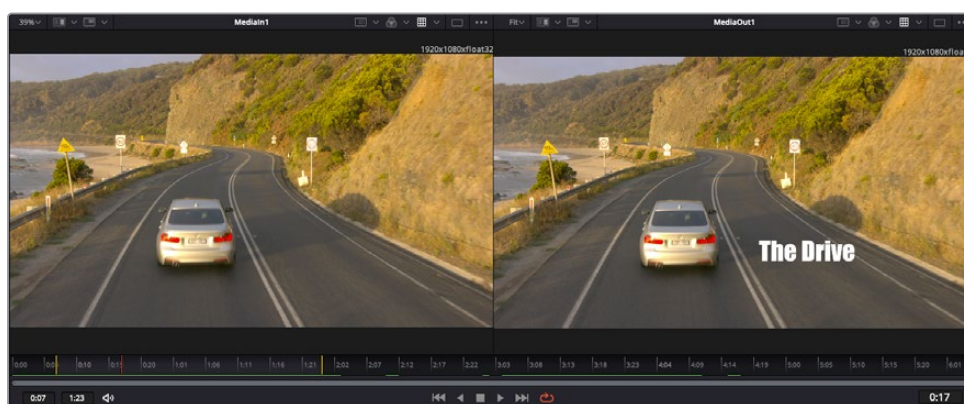 39%
MediaIn1
Fit
MediaOut1
1920x1080xfloat32
1920x1080xfloat
The Drive
0:00 0:10 0:15 0:20 1:01 1:06 1:11 1:16 1:21 2:02 2:07 2:12 2:17 2:22 3:03 3:08 3:13 3:18 3:23 4:04 4:09 4:14 4:19 5:00 5:05 5:10 5:15 5:20 6:01
0:07 1:23 0:17